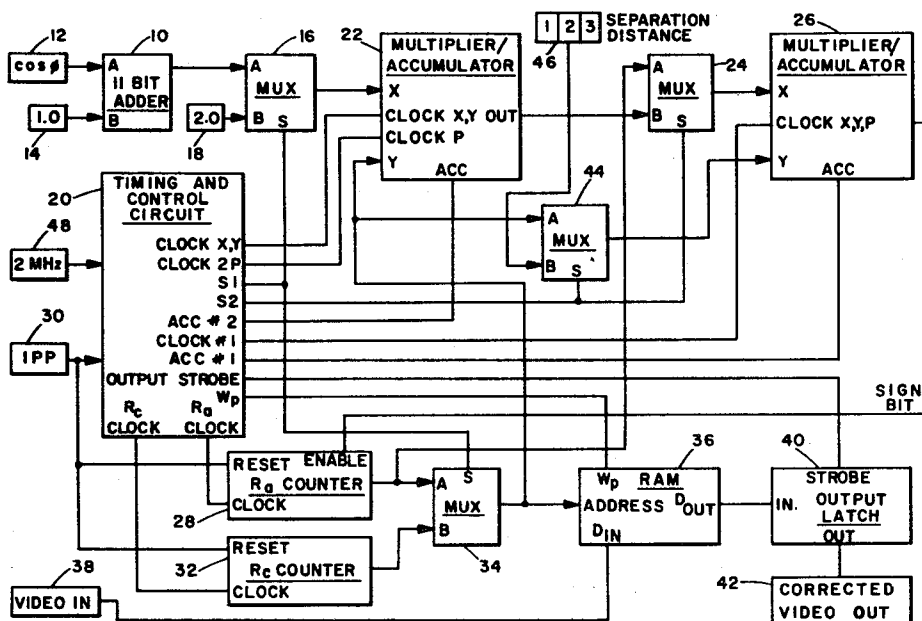 12
10
16
22
1 2 3
SEPARATION DISTANCE
46
26
cos ϕ
A
11 BIT
ADDER
B
1.0
14
A
MUX
B S
2.0
18
MULTIPLIER/
ACCUMULATOR
X
CLOCK X,Y OUT
CLOCK P
Y
ACC
A
MUX
B
S
24
MULTIPLIER/
ACCUMULATOR
X
CLOCK X,Y,P
Y
ACC
20
TIMING AND
CONTROL
CIRCUIT
CLOCK X,Y
CLOCK 2P
S1
S2
ACC # 2
CLOCK # 1
ACC # 1
OUTPUT STROBE
Wp
Rc
CLOCK
Ra
CLOCK
48
2 MHz
30
IPP
44
A
MUX
B S
SIGN
BIT
RESET ENABLE
Ra COUNTER
CLOCK
28
RESET
Rc COUNTER
CLOCK
32
S
A
MUX
B
34
36
Wp RAM
ADDRESS DOUT
DIN
40
STROBE
IN. OUTPUT
LATCH
OUT
38
VIDEO IN
42
CORRECTED
VIDEO OUT